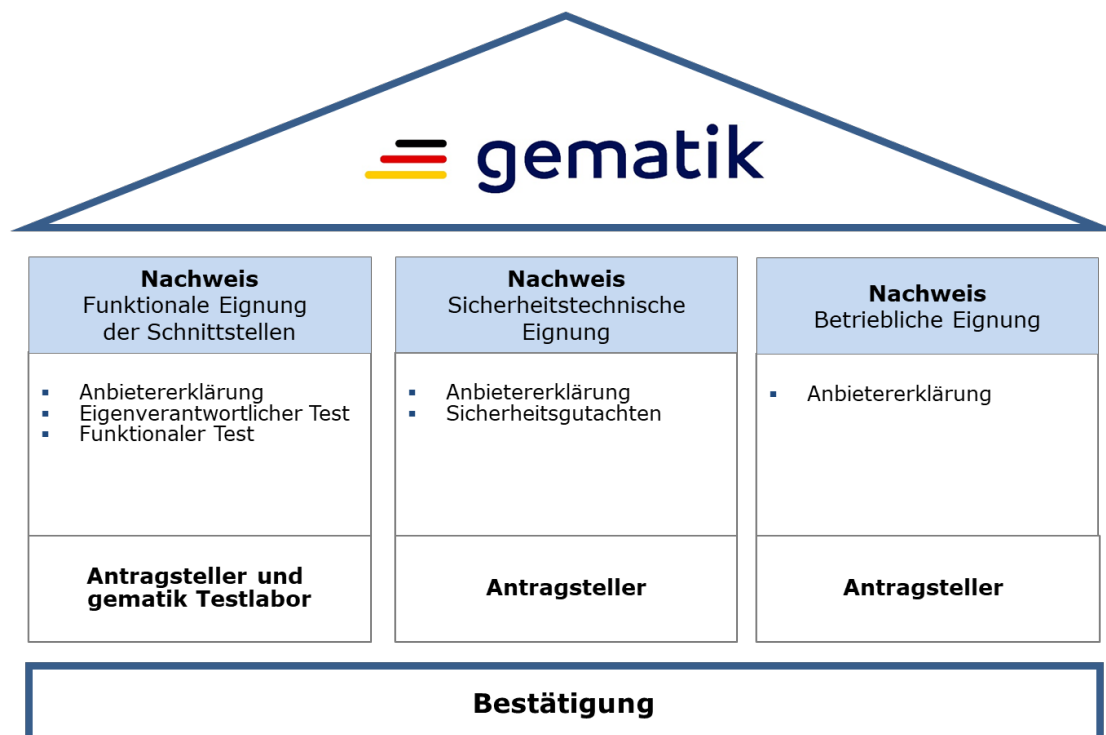 gematik
Nachweis
Funktionale Eignung
der Schnittstellen
Anbietererklärung
Eigenverantwortlicher Test
Funktionaler Test
Antragsteller und
gematik Testlabor
Nachweis
Sicherheitstechnische
Eignung
Anbietererklärung
Sicherheitsgutachten
Antragsteller
Nachweis
Betriebliche Eignung
Anbietererklärung
Antragsteller
Bestätigung